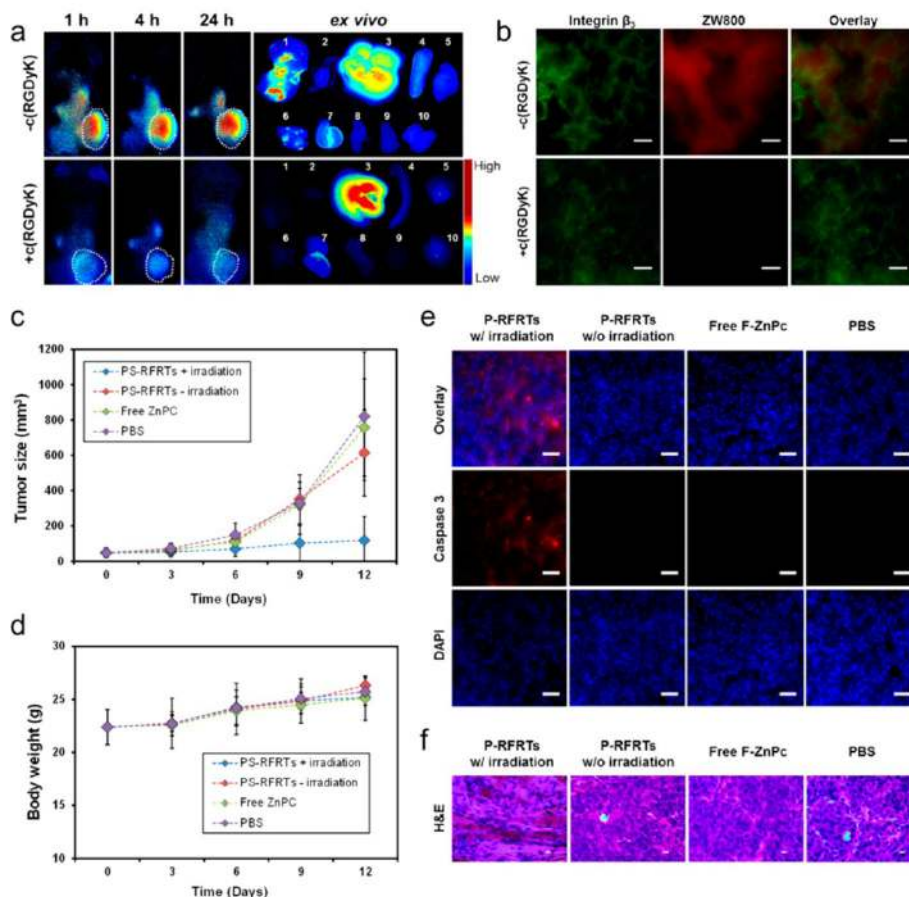 a
1 h 4 h 24 h ex vivo
-c(RGDyK)
1 2 3 4 5
6 7 8 9 10
+c(RGDyK)
1 2 3 4 5
6 7 8 9 10
High
Low
b
Integrin β3 ZW800 Overlay
-c(RGDyK)
+c(RGDyK)
c
Tumor size (mm³)
1200
1000
800
600
400
200
0
PS-RFRTs + irradiation
PS-RFRTs - irradiation
Free ZnPC
PBS
0 3 6 9 12
Time (Days)
d
Body weight (g)
30
25
20
15
10
PS-RFRTs + irradiation
PS-RFRTs - irradiation
Free ZnPC
PBS
0 3 6 9 12
Time (Days)
e
P-RFRTs P-RFRTs Free F-ZnPc PBS
w/ irradiation w/o irradiation
Overlay
Caspase 3
DAPI
f
P-RFRTs P-RFRTs Free F-ZnPc PBS
w/ irradiation w/o irradiation
H&E